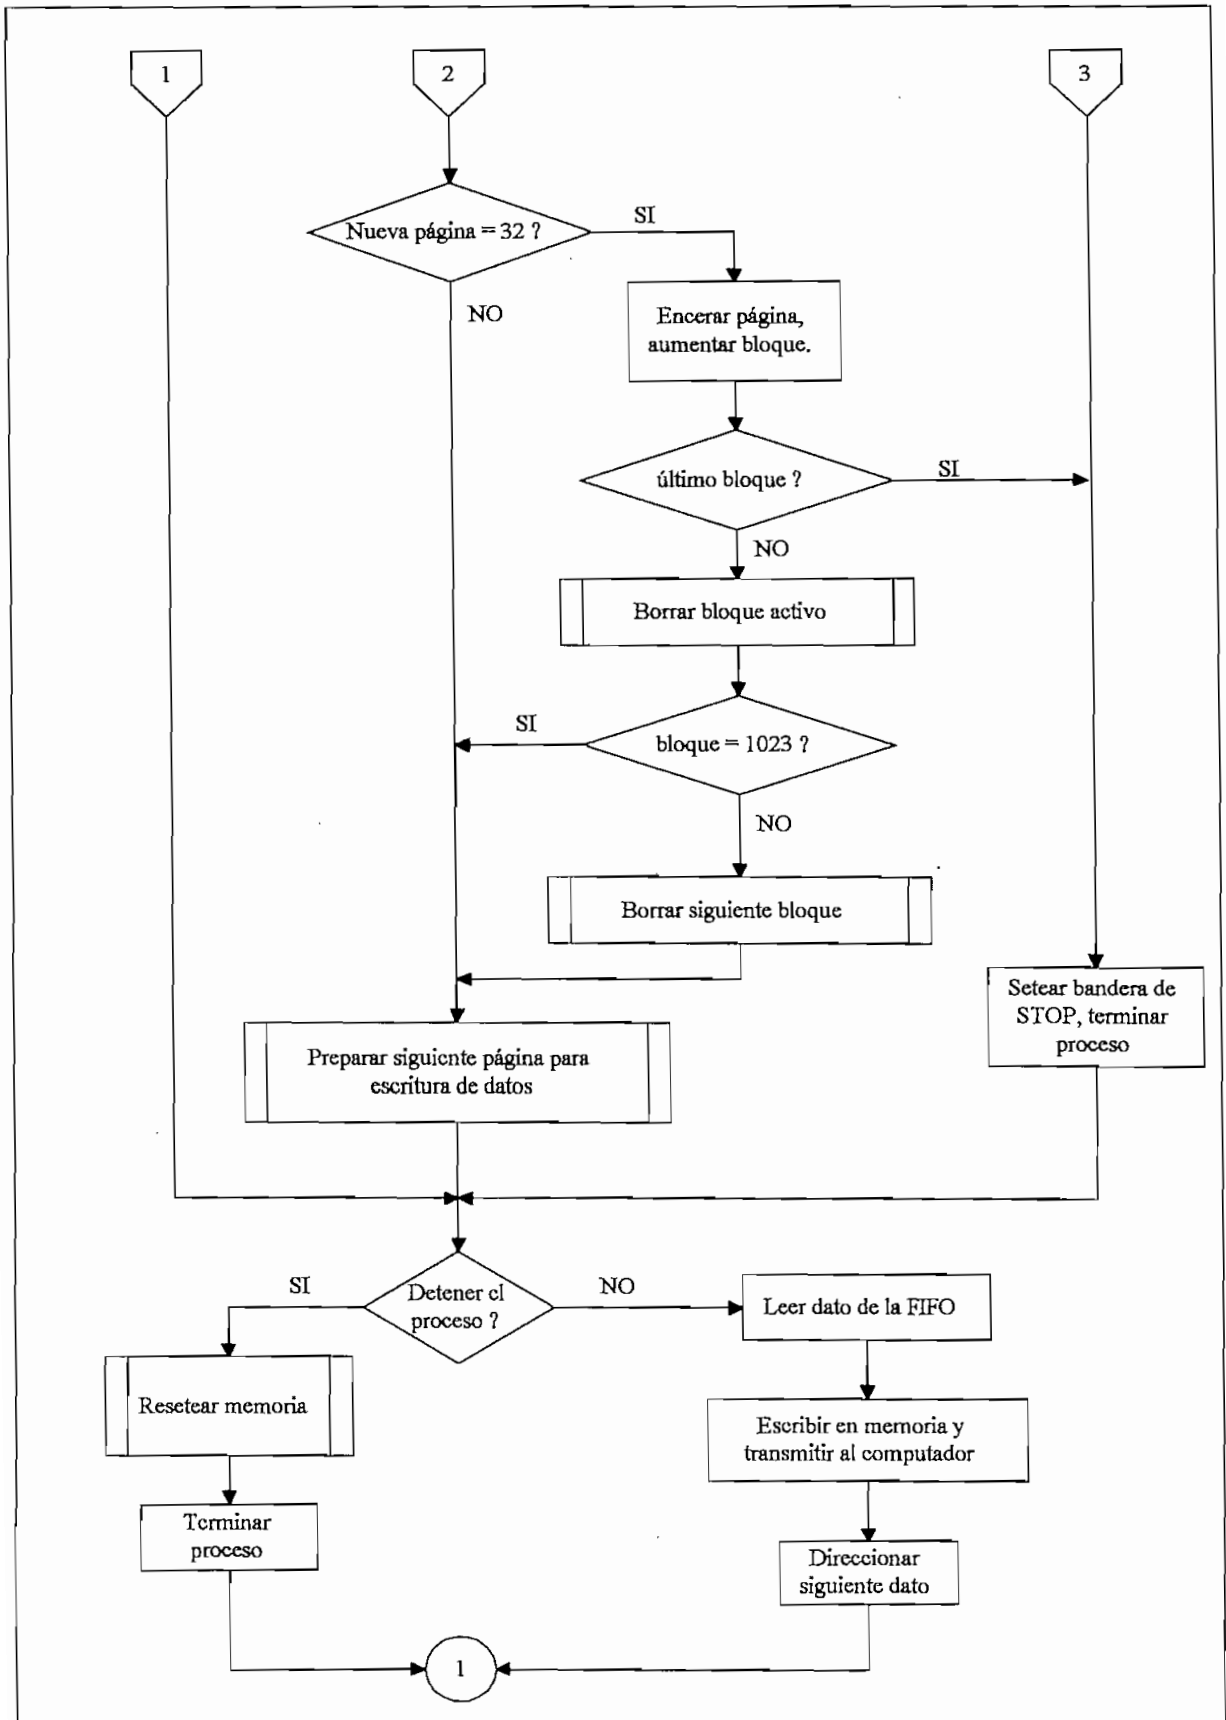 1
2
3
Nueva página = 32 ?
SI
NO
Encerar página,
aumentar bloque.
último bloque ?
SI
NO
Borrar bloque activo
SI
bloque = 1023 ?
NO
Borrar siguiente bloque
Setear bandera de
STOP, terminar
proceso
Preparar siguiente página para
escritura de datos
SI
Detener el
proceso ?
NO
Leer dato de la FIFO
Resetear memoria
Escribir en memoria y
transmitir al computador
Terminar
proceso
Direccionar
siguiente dato
1